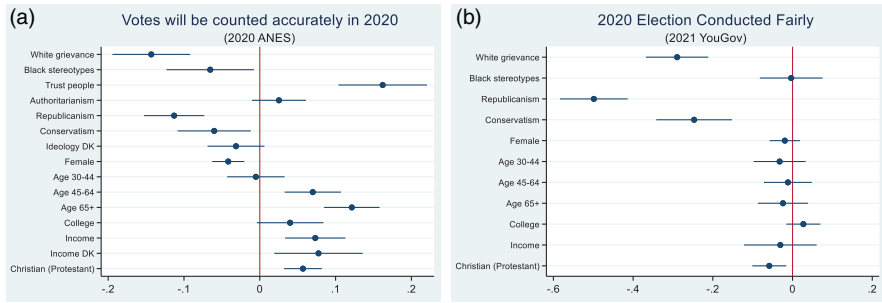 (a)
Votes will be counted accurately in 2020
(2020 ANES)
White grievance
Black stereotypes
Trust people
Authoritarianism
Republicanism
Conservatism
Ideology DK
Female
Age 30-44
Age 45-64
Age 65+
College
Income
Income DK
Christian (Protestant)
-.2 -.1 0 .1 .2
(b)
2020 Election Conducted Fairly
(2021 YouGov)
White grievance
Black stereotypes
Republicanism
Conservatism
Female
Age 30-44
Age 45-64
Age 65+
College
Income
Christian (Protestant)
-.6 -.4 -.2 0 .2